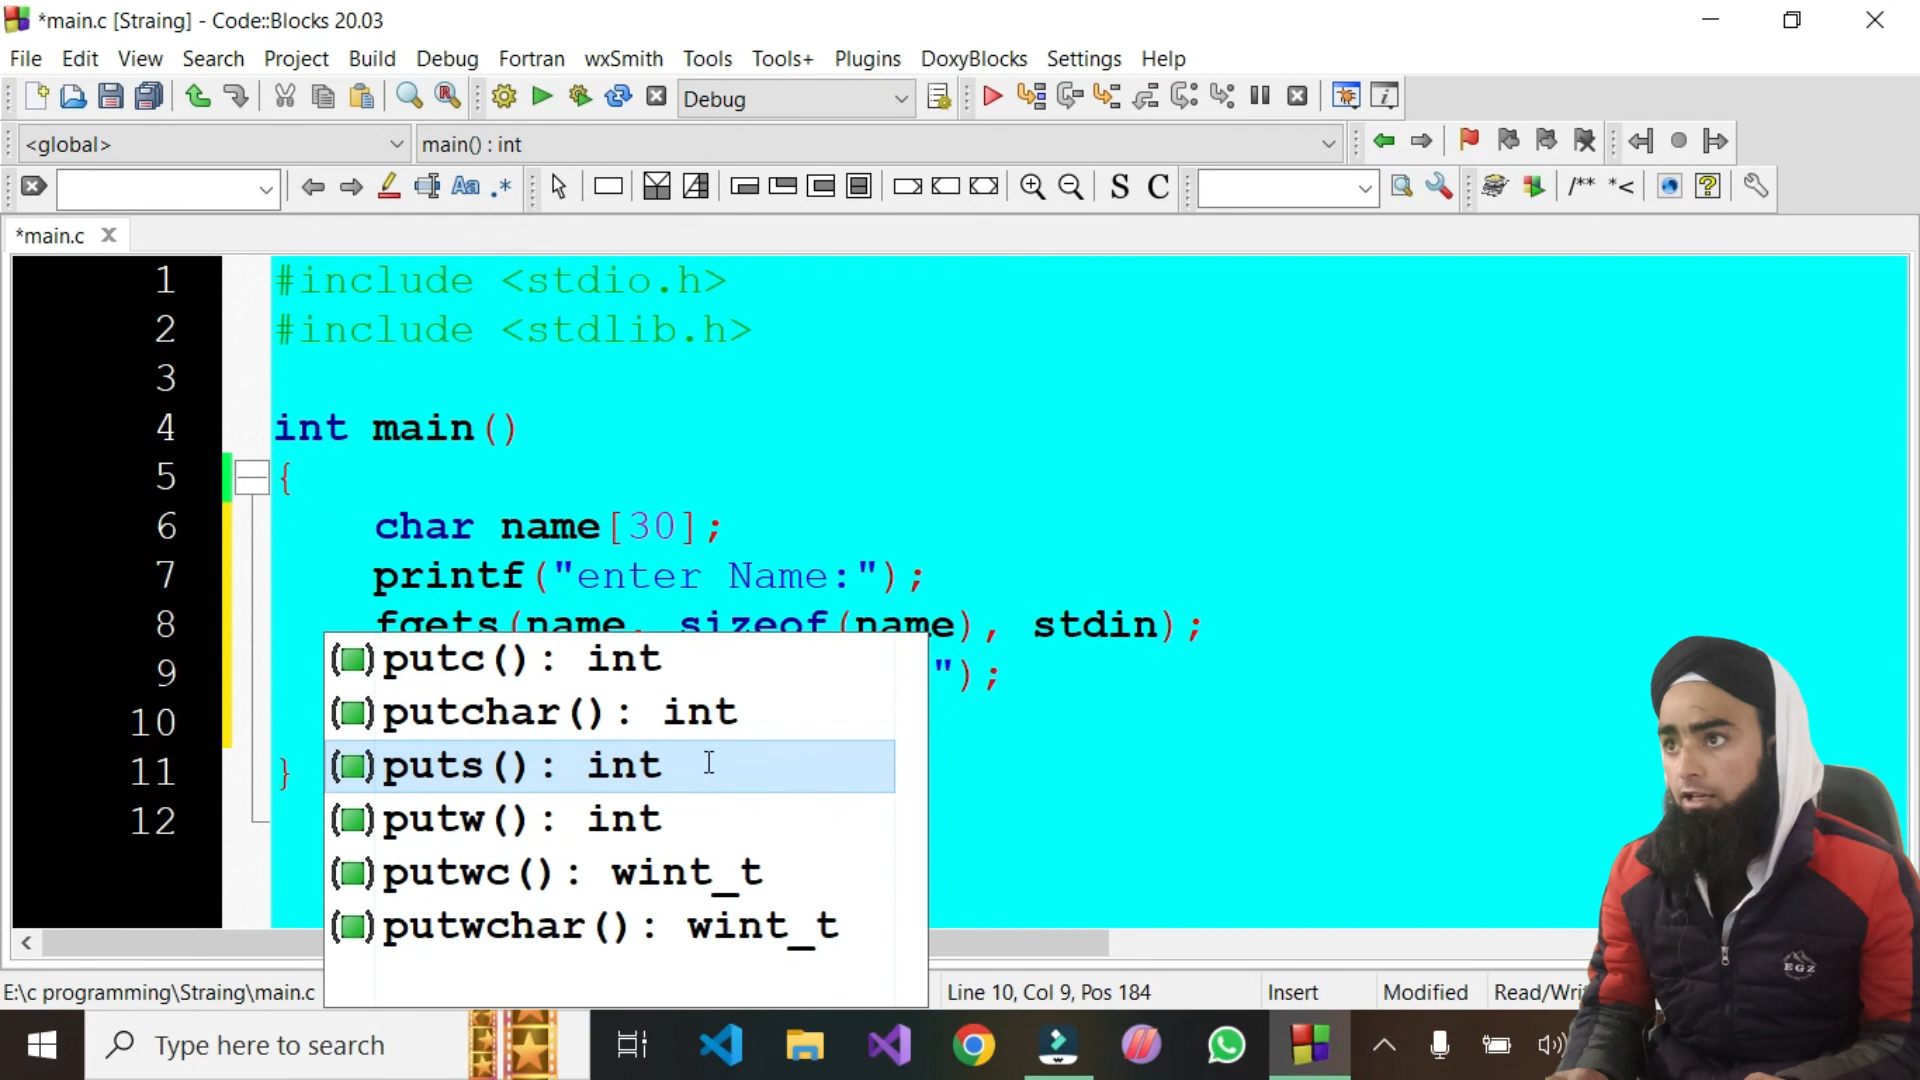 *main.c [Straing] - Code::Blocks 20.03
File Edit View Search Project Build Debug Fortran wxSmith Tools Tools+ Plugins DoxyBlocks Settings Help
Debug
<global> main() : int
S C /** *<
*main.c
1 #include <stdio.h>
2 #include <stdlib.h>
3
4 int main()
5 {
6 char name[30];
7 printf("enter Name:");
8 fgets(name, sizeof(name), stdin);
9 ");
10
11 }
12
putc(): int
putchar(): int
puts(): int
putw(): int
putwc(): wint_t
putwchar(): wint_t
EGZ
E:\c programming\Straing\main.c Line 10, Col 9, Pos 184 Insert Modified Read/Wri
Type here to search